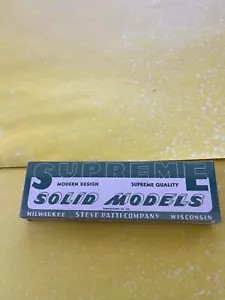 SUPREME
MODERN DESIGN SUPREME QUALITY
SOLID MODELS
MILWAUKEE STEVE PATTI COMPANY WISCONSIN